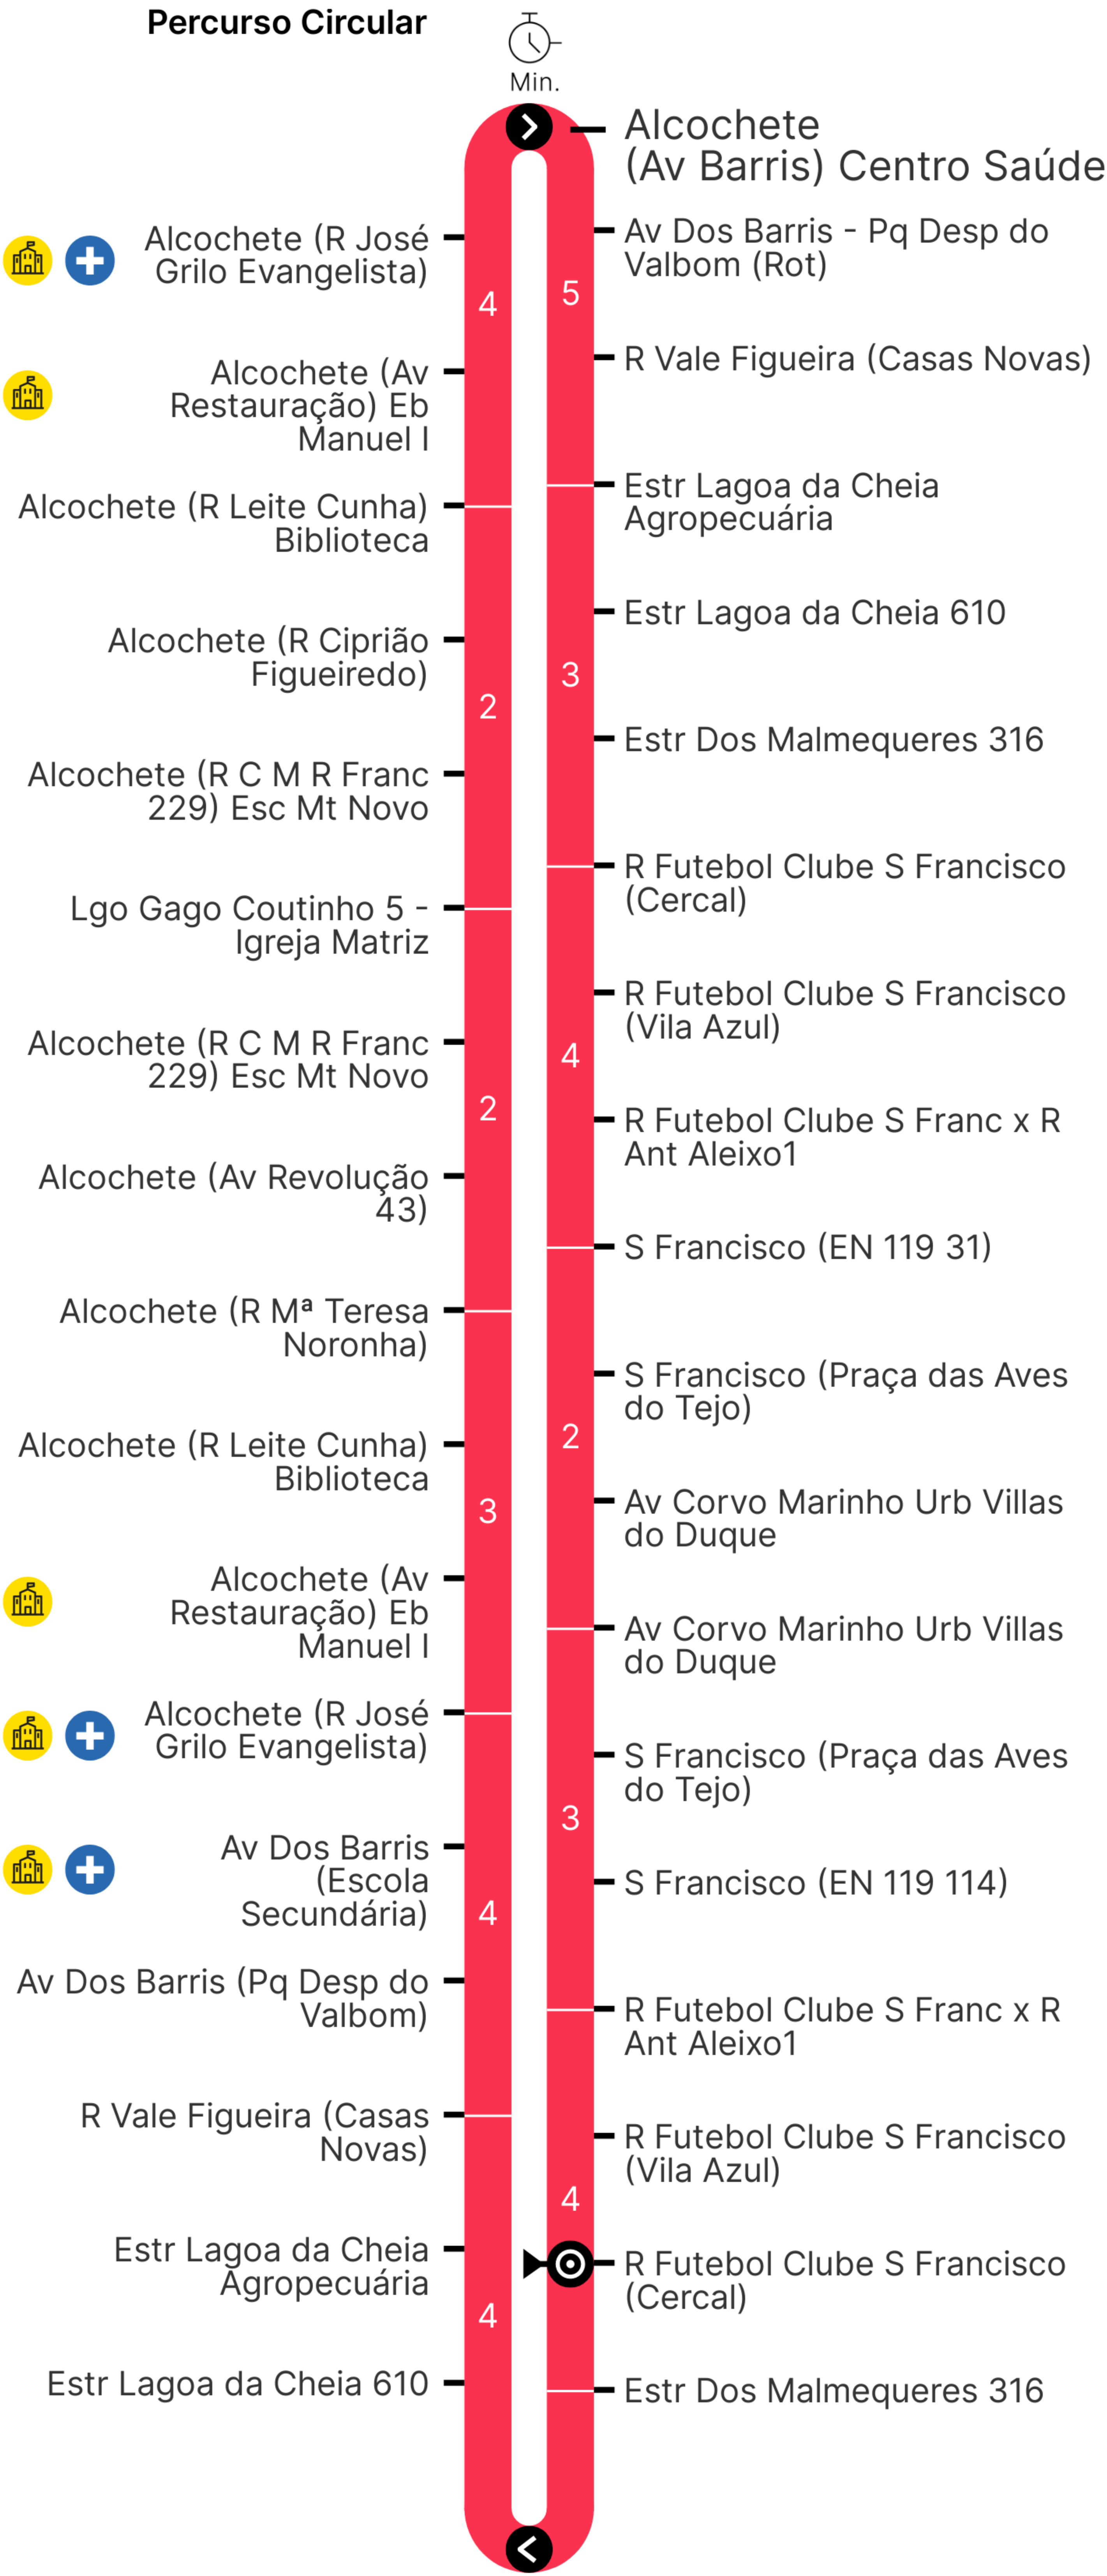 Percurso Circular
Min.
Alcochete
(Av Barris) Centro Saúde
Av Dos Barris - Pq Desp do
Valbom (Rot)
5
R Vale Figueira (Casas Novas)
Estr Lagoa da Cheia
Agropecuária
Estr Lagoa da Cheia 610
3
Estr Dos Malmequeres 316
R Futebol Clube S Francisco
(Cercal)
R Futebol Clube S Francisco
(Vila Azul)
4
R Futebol Clube S Franc x R
Ant Aleixo1
S Francisco (EN 119 31)
S Francisco (Praça das Aves
do Tejo)
2
Av Corvo Marinho Urb Villas
do Duque
Av Corvo Marinho Urb Villas
do Duque
S Francisco (Praça das Aves
do Tejo)
3
S Francisco (EN 119 114)
R Futebol Clube S Franc x R
Ant Aleixo1
R Futebol Clube S Francisco
(Vila Azul)
4
R Futebol Clube S Francisco
(Cercal)
Estr Dos Malmequeres 316
Alcochete (R José
Grilo Evangelista)
4
Alcochete (Av
Restauração) Eb
Manuel I
Alcochete (R Leite Cunha)
Biblioteca
Alcochete (R Ciprião
Figueiredo)
2
Alcochete (R C M R Franc
229) Esc Mt Novo
Lgo Gago Coutinho 5 -
Igreja Matriz
Alcochete (R C M R Franc
229) Esc Mt Novo
2
Alcochete (Av Revolução
43)
Alcochete (R Mª Teresa
Noronha)
Alcochete (R Leite Cunha)
Biblioteca
3
Alcochete (Av
Restauração) Eb
Manuel I
Alcochete (R José
Grilo Evangelista)
Av Dos Barris
(Escola
Secundária)
4
Av Dos Barris (Pq Desp do
Valbom)
R Vale Figueira (Casas
Novas)
Estr Lagoa da Cheia
Agropecuária
4
Estr Lagoa da Cheia 610